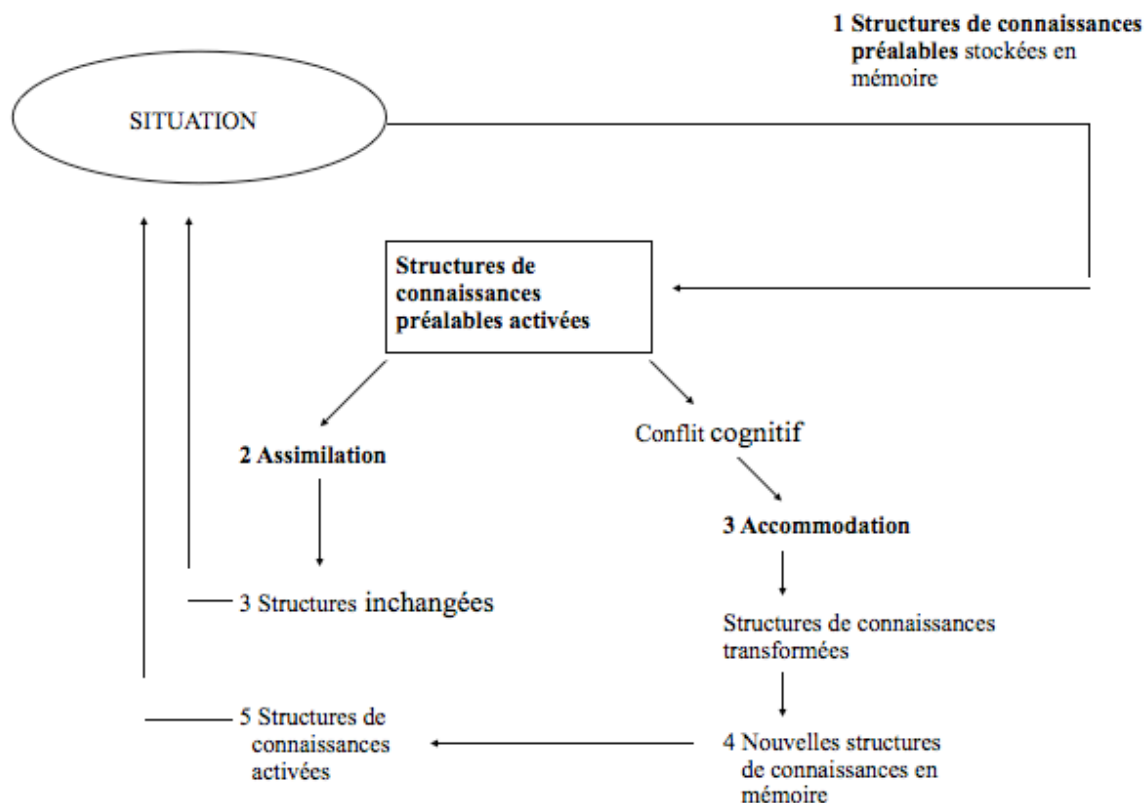 1 Structures de connaissances
préalables stockées en
mémoire
SITUATION
Structures de
connaissances
préalables activées
Conflit cognitif
2 Assimilation
3 Accommodation
3 Structures inchangées
Structures de connaissances
transformées
5 Structures de
connaissances
activées
4 Nouvelles structures
de connaissances en
mémoire